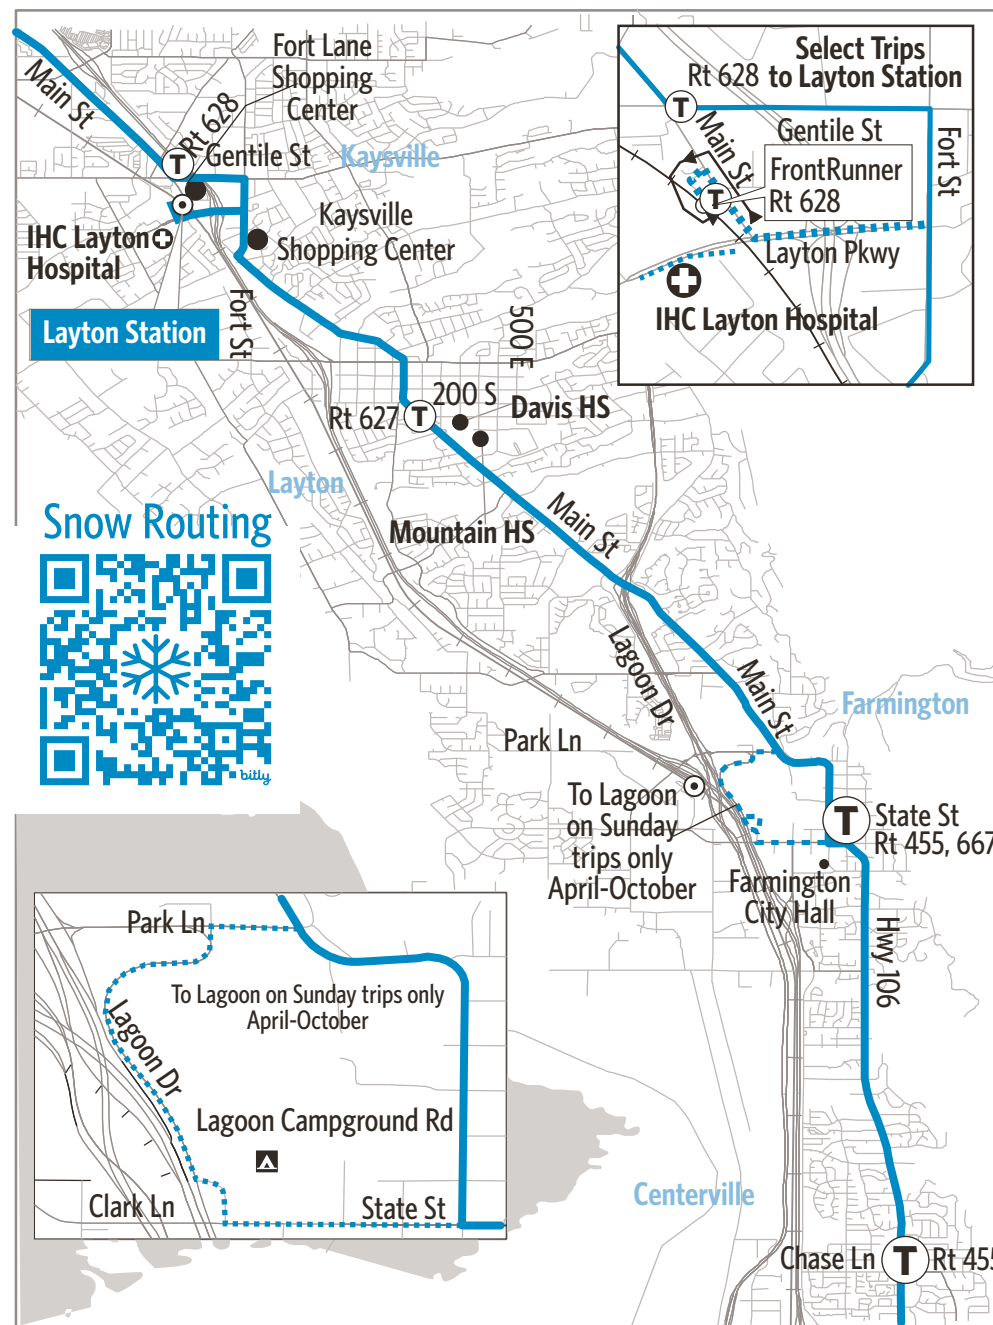 Main St
Rt 628
Fort Lane
Shopping
Center
Gentile St
Kaysville
Kaysville
Shopping Center
IHC Layton
Hospital
Layton Station
Fort St
500 E
200 S
Rt 627
T
T
Davis HS
Layton
Mountain HS
Main St
Snow Routing
bitly
Lagoon Dr
Main St
Farmington
Park Ln
To Lagoon
on Sunday
trips only
April-October
T
State St
Rt 455, 667
Farmington
City Hall
Hwy 106
Centerville
Chase Ln
T
Rt 455
Select Trips
to Layton Station
Rt 628
T
Gentile St
Main St
Fort St
FrontRunner
Rt 628
T
Layton Pkwy
IHC Layton Hospital
Park Ln
To Lagoon on Sunday trips only
April-October
Lagoon Dr
Lagoon Campground Rd
Clark Ln
State St